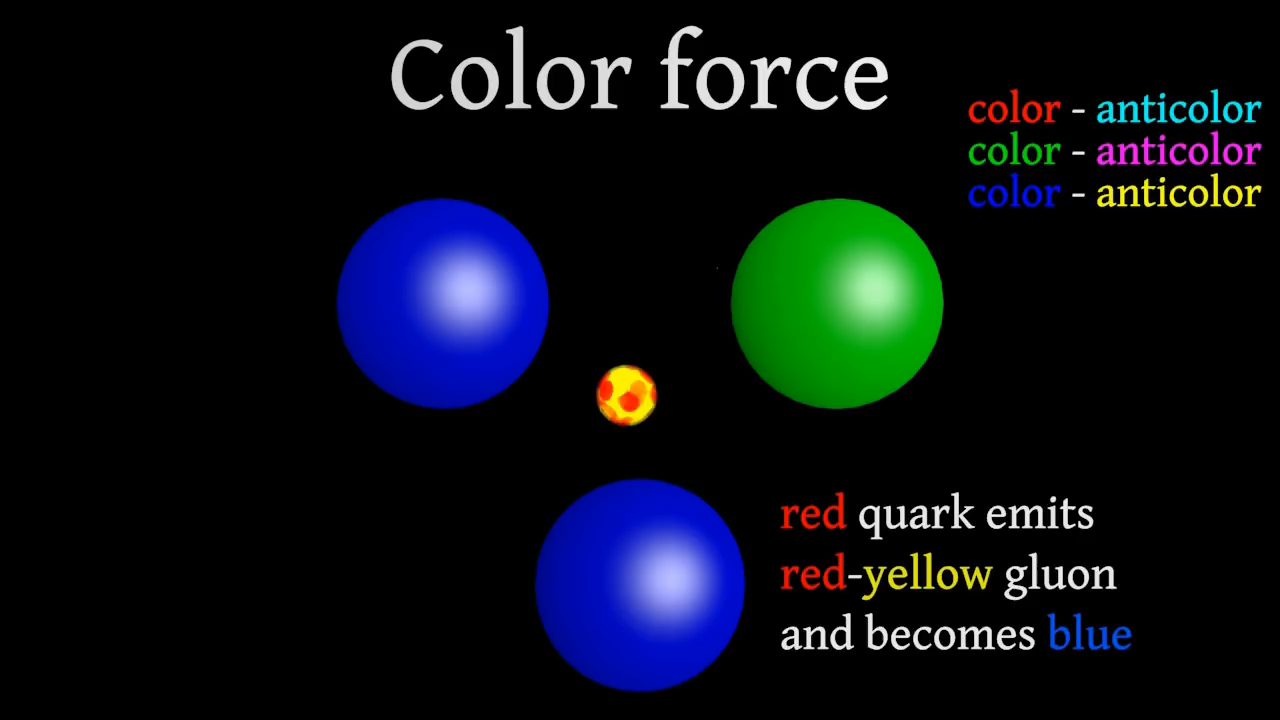 Color force
color - anticolor
color - anticolor
color - anticolor
red quark emits
red-yellow gluon
and becomes blue